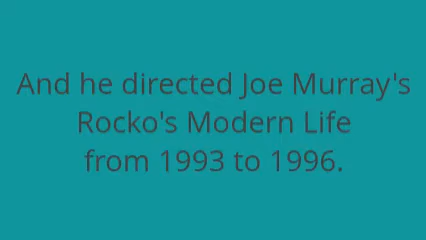 And he directed Joe Murray's
Rocko's Modern Life
from 1993 to 1996.